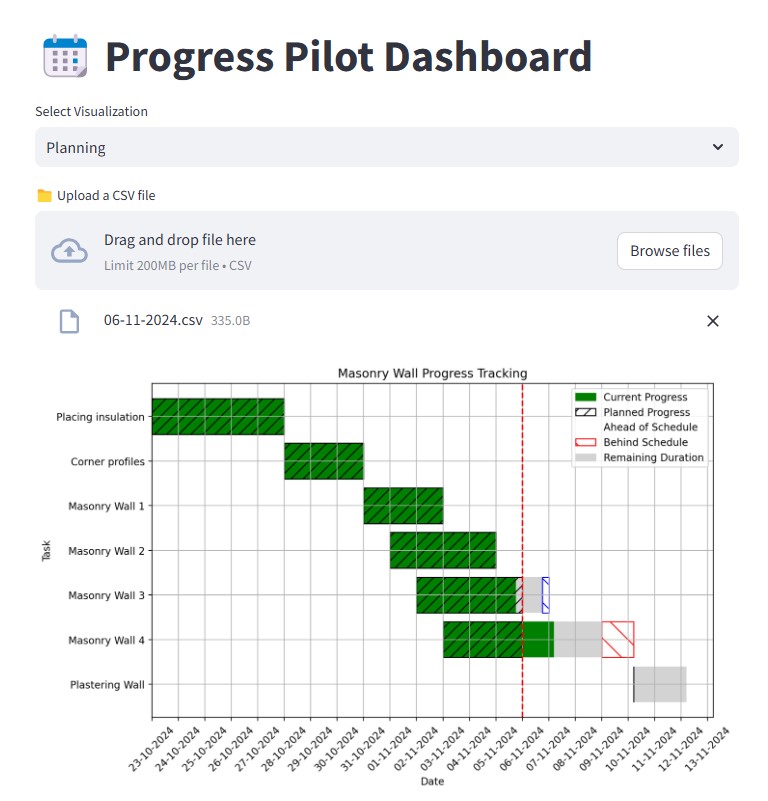 Progress Pilot Dashboard
Select Visualization
Planning
Upload a CSV file
Drag and drop file here
Limit 200MB per file • CSV
Browse files
06-11-2024.csv 335.0B
Masonry Wall Progress Tracking
Current Progress
Planned Progress
Ahead of Schedule
Behind Schedule
Remaining Duration
Task
Placing insulation
Corner profiles
Masonry Wall 1
Masonry Wall 2
Masonry Wall 3
Masonry Wall 4
Plastering Wall
23-10-2024
24-10-2024
25-10-2024
26-10-2024
27-10-2024
28-10-2024
29-10-2024
30-10-2024
31-10-2024
01-11-2024
02-11-2024
03-11-2024
04-11-2024
05-11-2024
06-11-2024
07-11-2024
08-11-2024
09-11-2024
10-11-2024
11-11-2024
12-11-2024
13-11-2024
Date